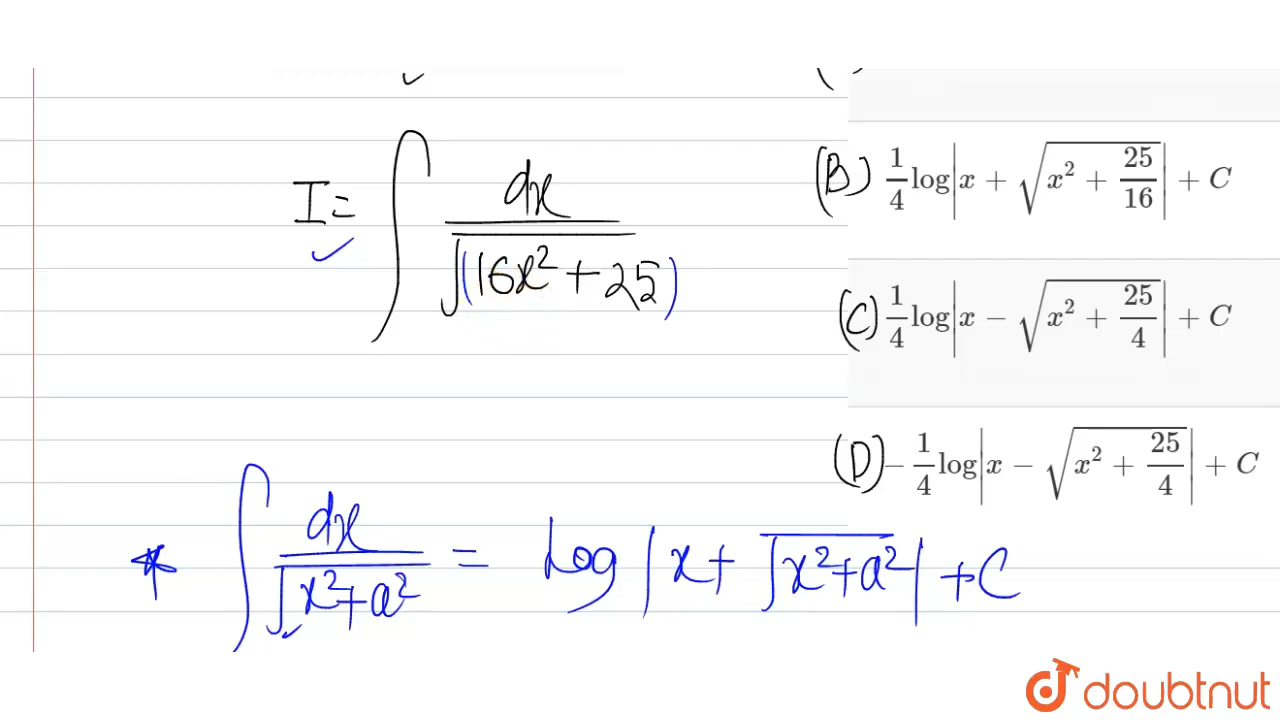 I = ∫ dx / √(16x² + 25)
(B) 1/4 log|x + √(x² + 25/16)| + C
(C) 1/4 log|x − √(x² + 25/4)| + C
(D) −1/4 log|x − √(x² + 25/4)| + C
* ∫ dx / √(x² + a²) = log |x + √(x² + a²)| + C
doubtnut